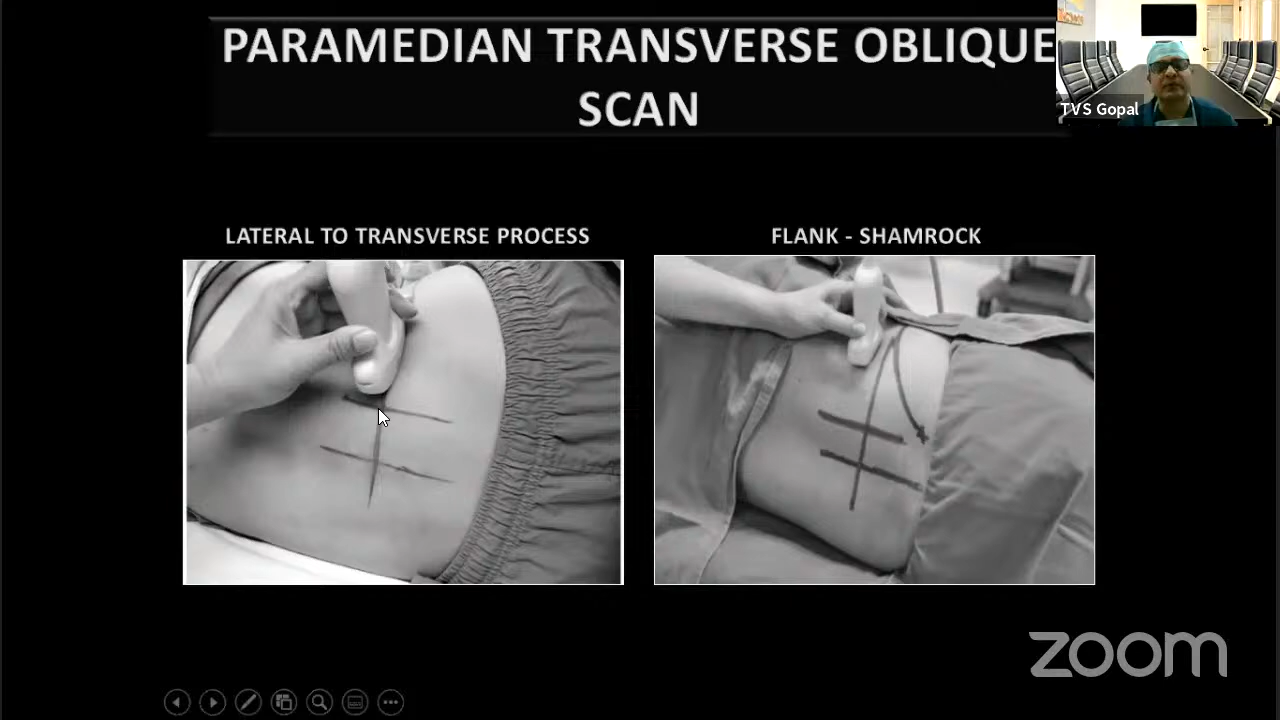 PARAMEDIAN TRANSVERSE OBLIQUE
SCAN
TVS Gopal
LATERAL TO TRANSVERSE PROCESS
FLANK - SHAMROCK
zoom